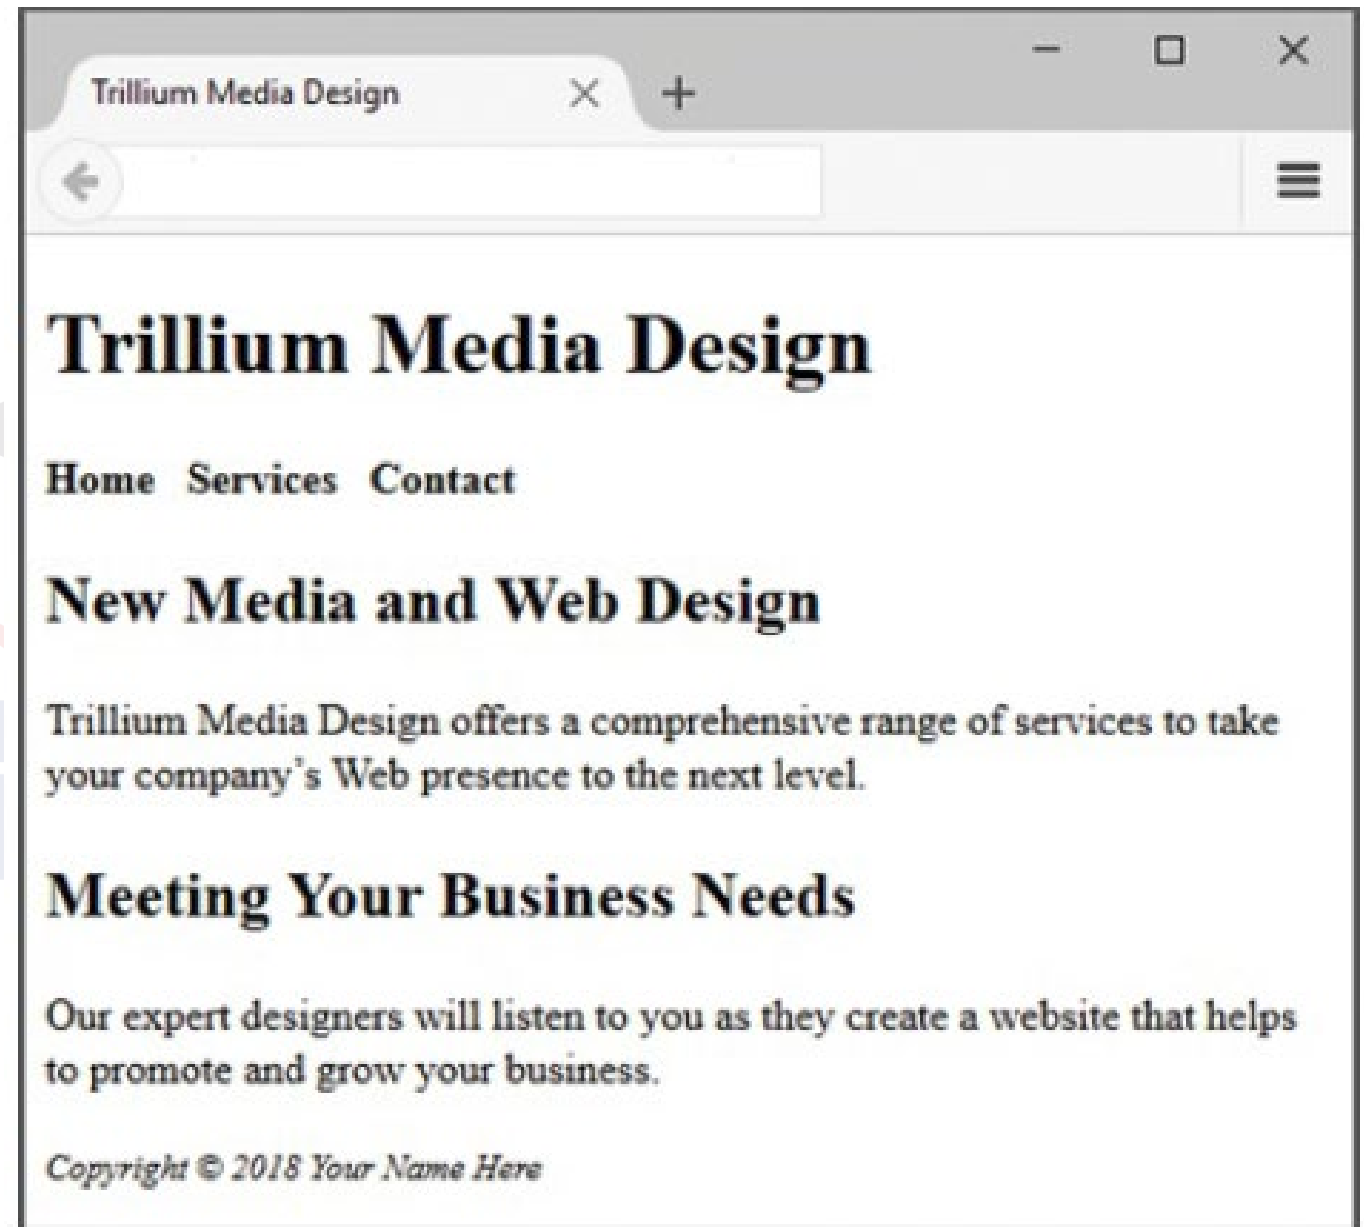 Trillium Media Design
Trillium Media Design
Home Services Contact
New Media and Web Design
Trillium Media Design offers a comprehensive range of services to take
your company’s Web presence to the next level.
Meeting Your Business Needs
Our expert designers will listen to you as they create a website that helps
to promote and grow your business.
Copyright © 2018 Your Name Here